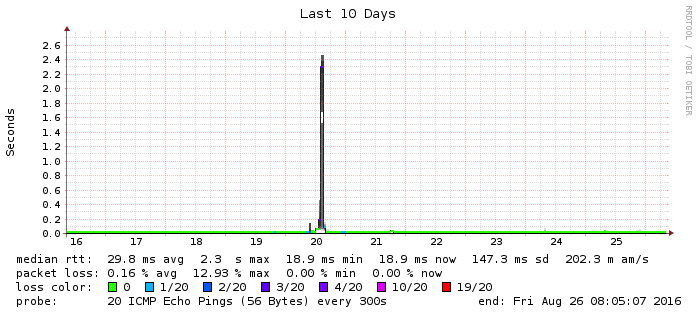 Last 10 Days
RRDTOOL / TOBI OETIKER
Seconds
2.6
2.4
2.2
2.0
1.8
1.6
1.4
1.2
1.0
0.8
0.6
0.4
0.2
0.0
16 17 18 19 20 21 22 23 24 25
median rtt: 29.8 ms avg 2.3 s max 18.9 ms min 18.9 ms now 147.3 ms sd 202.3 m am/s
packet loss: 0.16 % avg 12.93 % max 0.00 % min 0.00 % now
loss color: 0 1/20 2/20 3/20 4/20 10/20 19/20
probe: 20 ICMP Echo Pings (56 Bytes) every 300s end: Fri Aug 26 08:05:07 2016